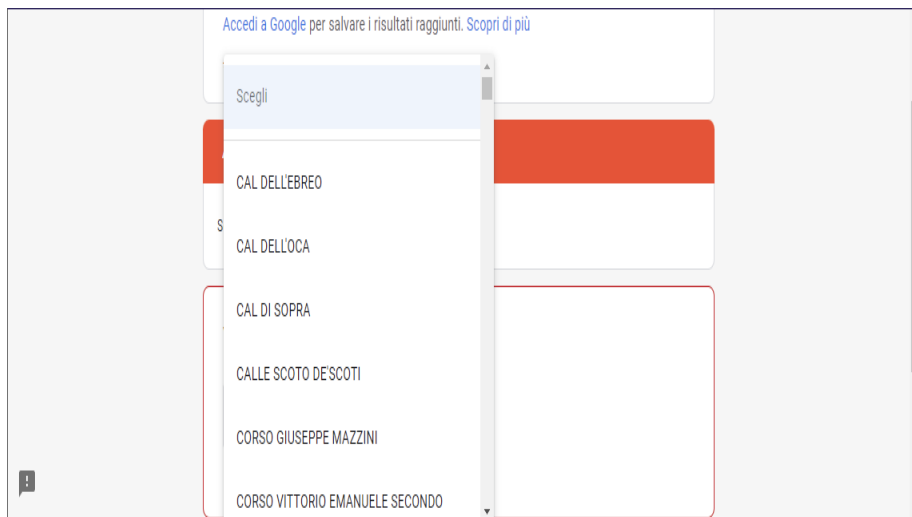 Accedi a Google per salvare i risultati raggiunti. Scopri di più
Scegli
CAL DELL'EBREO
CAL DELL'OCA
CAL DI SOPRA
CALLE SCOTO DE'SCOTI
CORSO GIUSEPPE MAZZINI
CORSO VITTORIO EMANUELE SECONDO